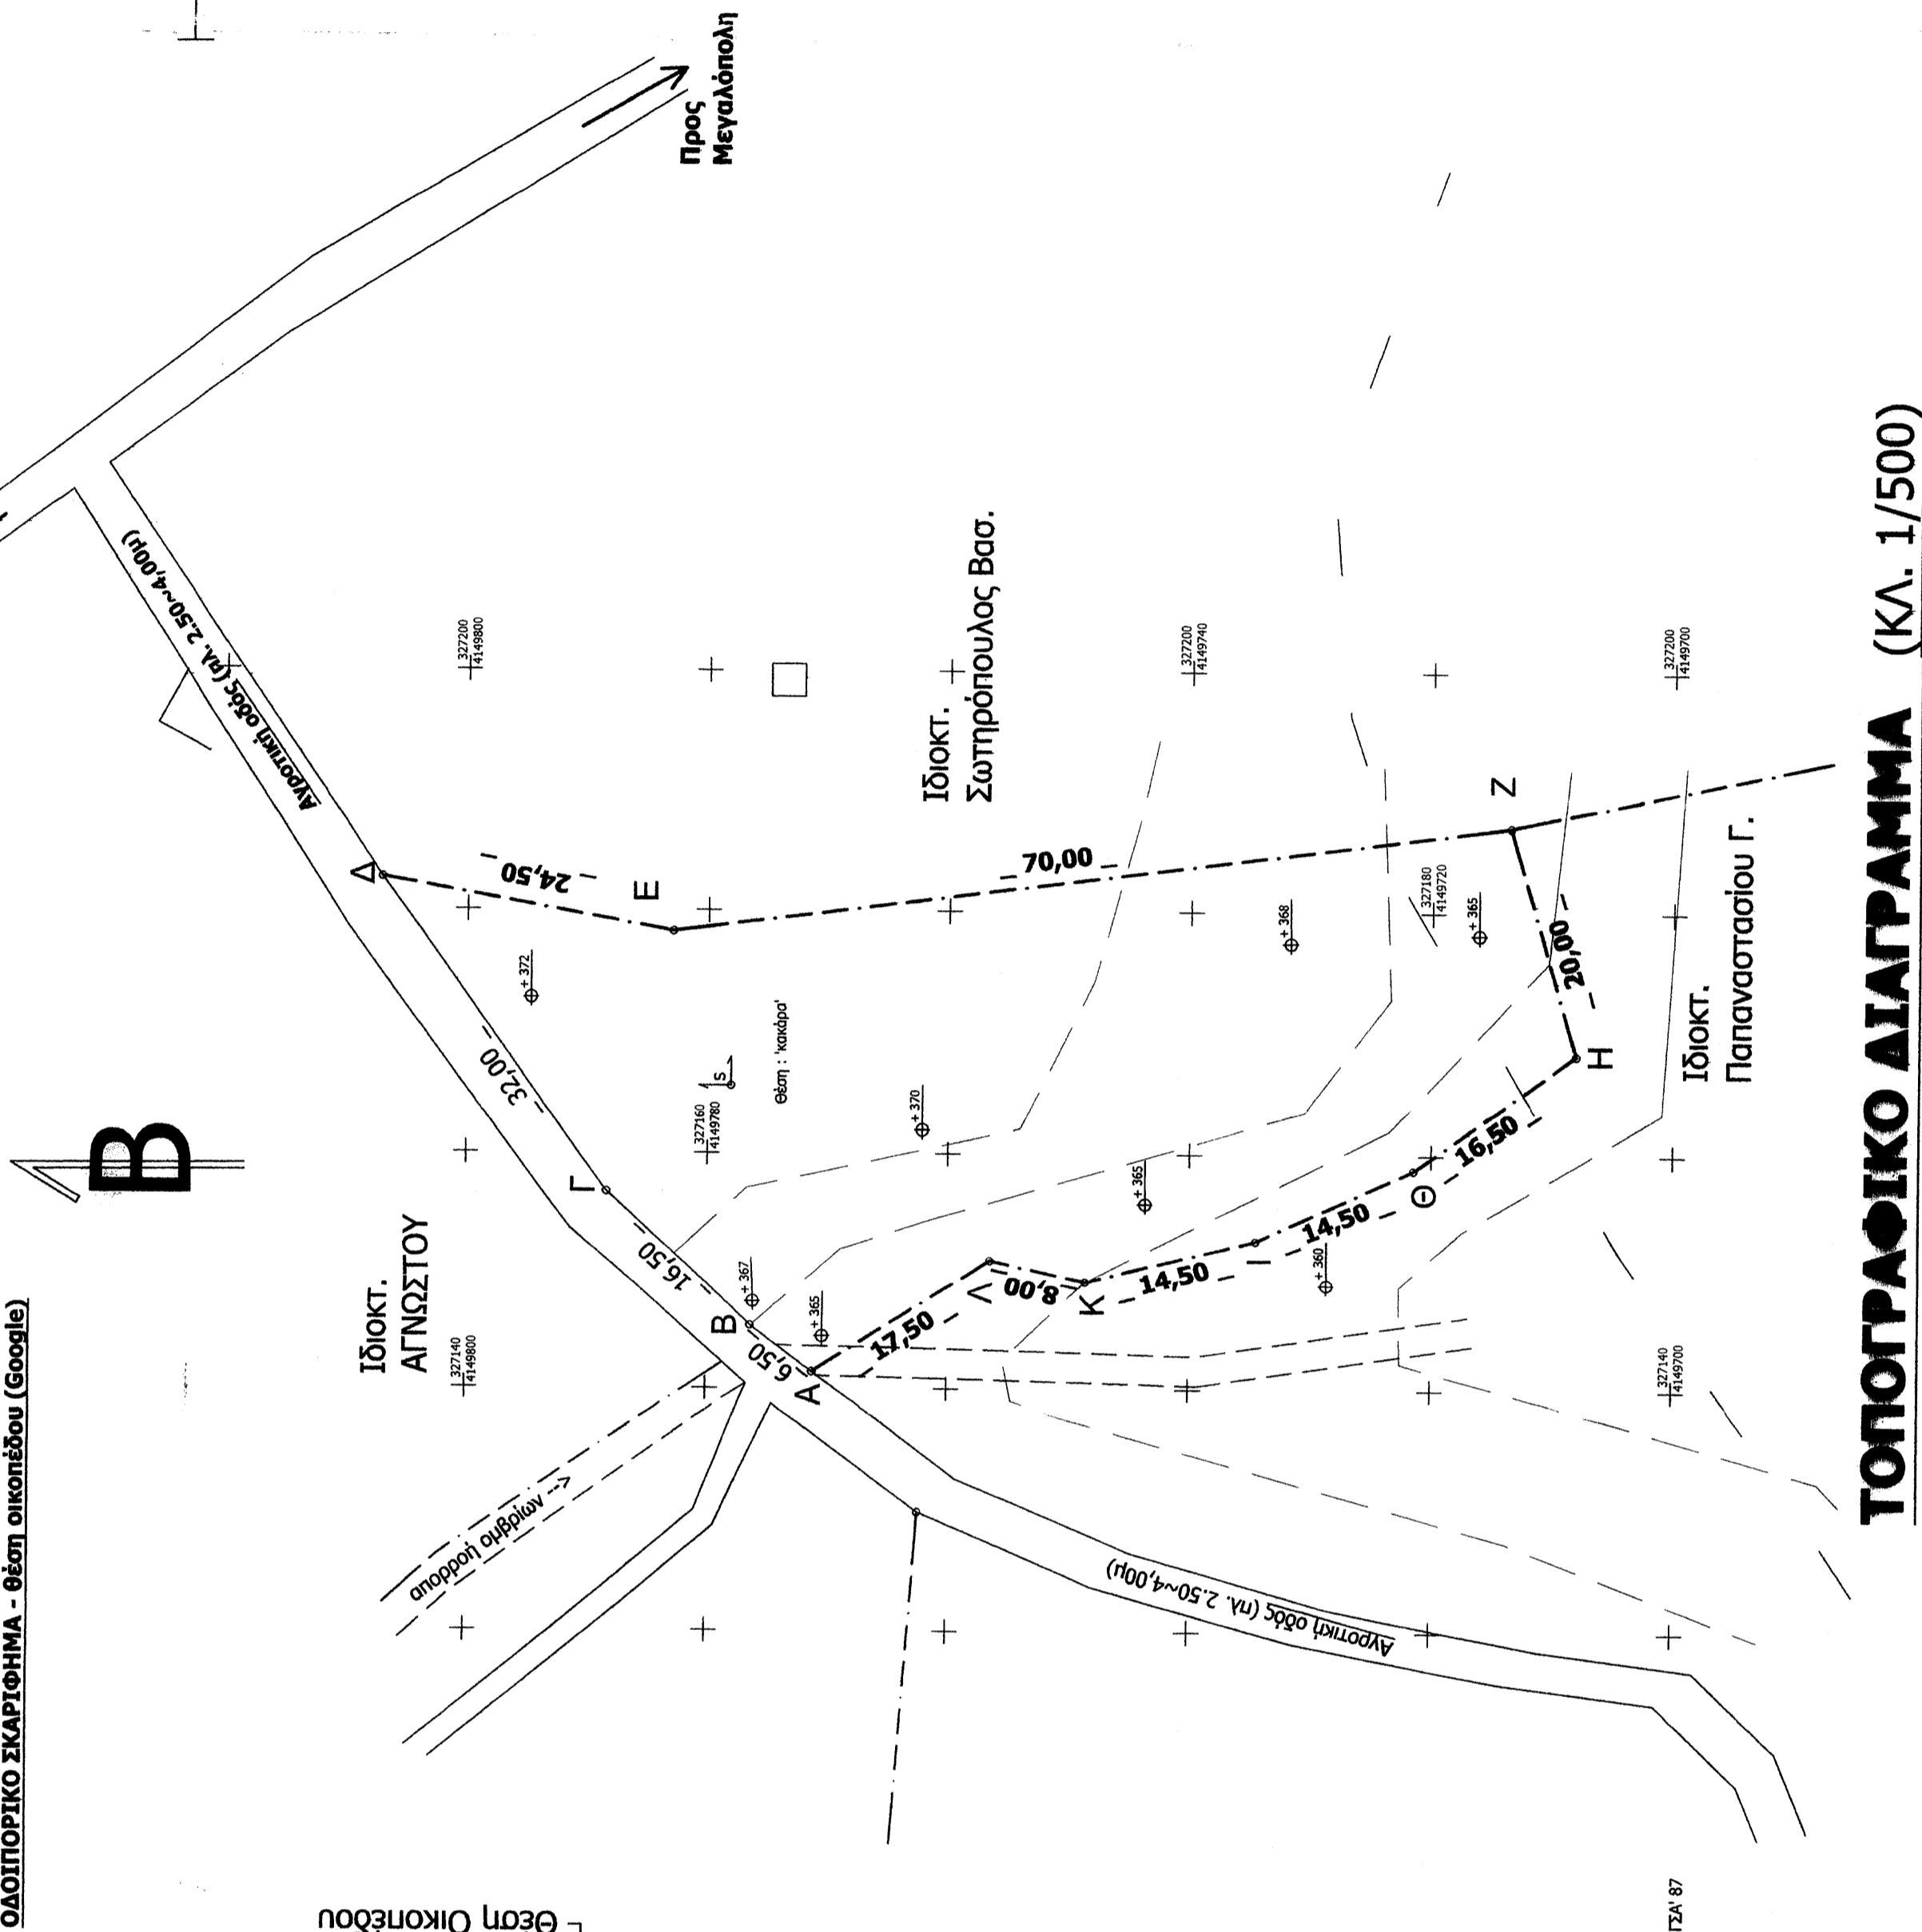 ΟΔΟΙΠΟΡΙΚΟ ΣΚΑΡΙΦΗΜΑ - Θέση οικοπέδου (Google)
Θέση Οικοπέδου
Β
Προς
Μεγαλόπολη
Αγροτική οδός (πλ. 2.50~4,00μ)
Ιδιοκτ.
ΑΓΝΩΣΤΟΥ
απορροή ομβρίων -->
327140
4149800
327200
4149800
Δ
24,50
Ε
+ 372
32,00
Γ
16,50
327160
4149780
S
Θέση : 'κακάρα'
+ 367
Β
6,50
Α
+ 365
17,50
+ 370
Λ
8,00
Κ
14,50
Ι
14,50
Θ
16,50
Η
20,00
Ζ
70,00
Ιδιοκτ.
Σωτηρόπουλος Βασ.
327200
4149740
+ 368
+ 365
+ 360
327180
4149720
+ 365
Αγροτική οδός (πλ. 2.50~4,00μ)
327140
4149700
327200
4149700
Ιδιοκτ.
Παπαναστασίου Γ.
ΓΣΑ' 87
ΤΟΠΟΓΡΑΦΙΚΟ ΔΙΑΓΡΑΜΜΑ (ΚΛ. 1/500)